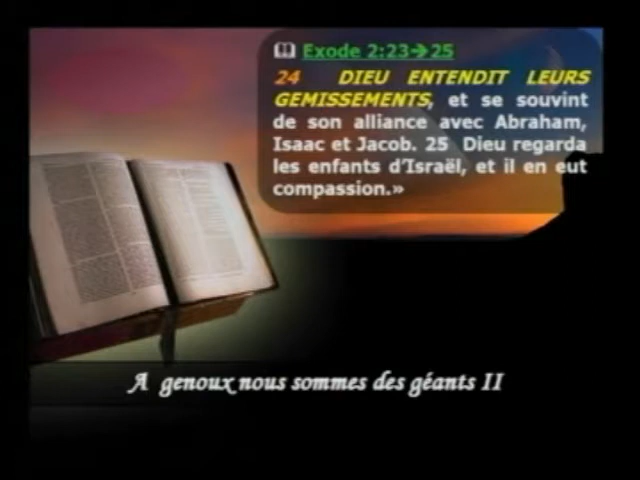 Exode 2:23→25
24 DIEU ENTENDIT LEURS
GEMISSEMENTS, et se souvint
de son alliance avec Abraham,
Isaac et Jacob. 25 Dieu regarda
les enfants d'Israël, et il en eut
compassion.»
A genoux nous sommes des géants II